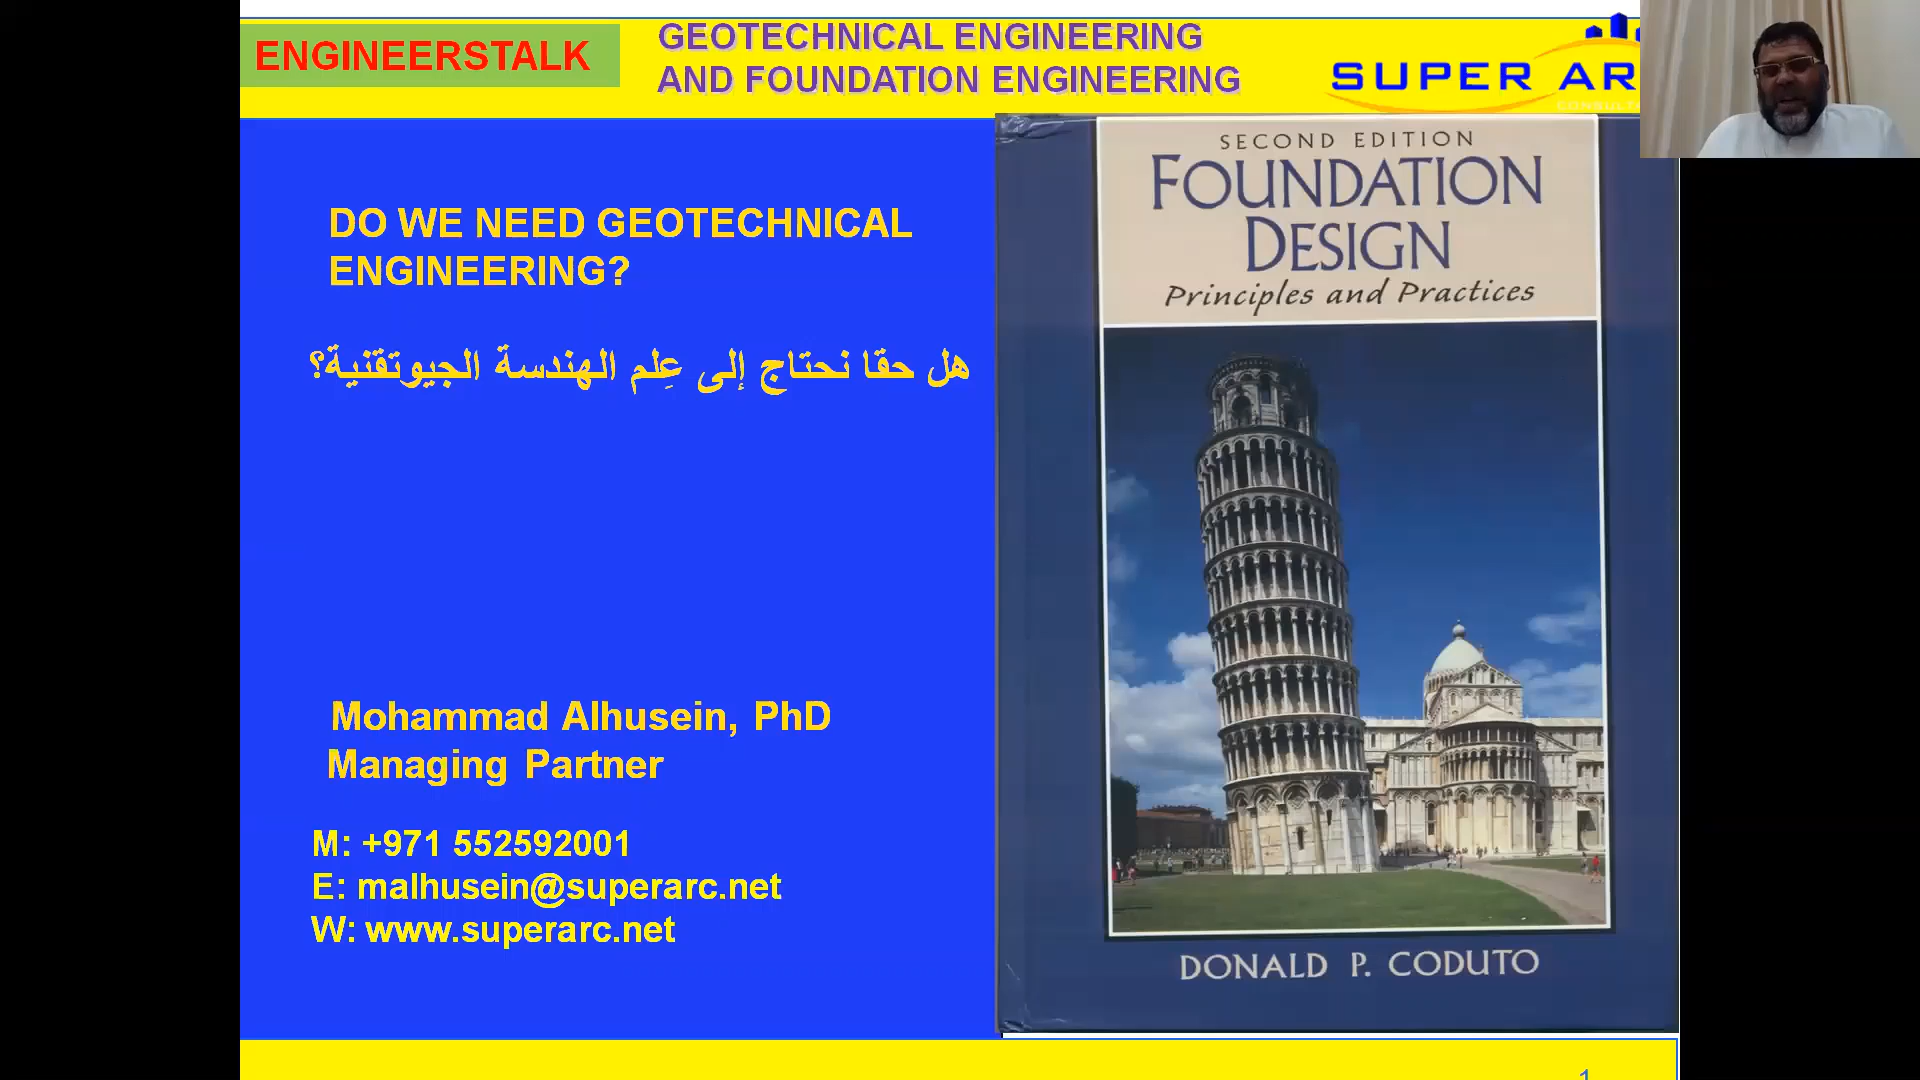 ENGINEERSTALK
GEOTECHNICAL ENGINEERING
AND FOUNDATION ENGINEERING
SUPER AR
DO WE NEED GEOTECHNICAL
ENGINEERING?
هل حقا نحتاج إلى عِلم الهندسة الجيوتقنية؟
Mohammad Alhusein, PhD
Managing Partner
M: +971 552592001
E: malhusein@superarc.net
W: www.superarc.net
SECOND EDITION
FOUNDATION
DESIGN
Principles and Practices
DONALD P. CODUTO
1